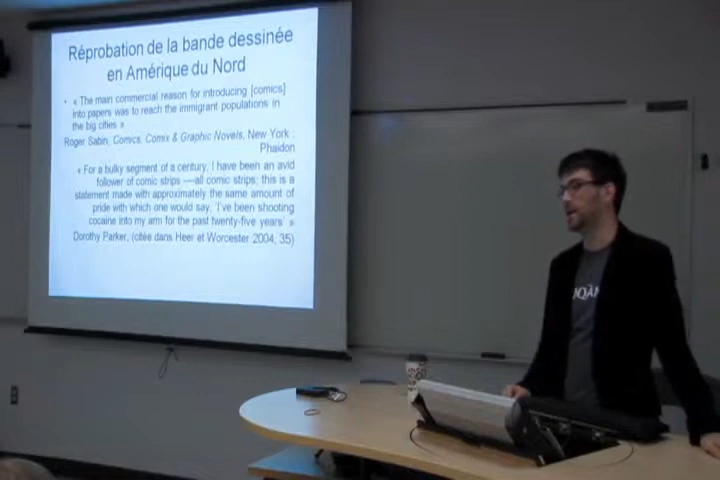 Réprobation de la bande dessinée
en Amérique du Nord
• « The main commercial reason for introducing [comics]
into papers was to reach the immigrant populations in
the big cities »
Roger Sabin, Comics, Comix & Graphic Novels, New York :
Phaidon
« For a bulky segment of a century, I have been an avid
follower of comic strips —all comic strips; this is a
statement made with approximately the same amount of
pride with which one would say, 'I've been shooting
cocaine into my arm for the past twenty-five years' »
Dorothy Parker, (citée dans Heer et Worcester 2004, 35)